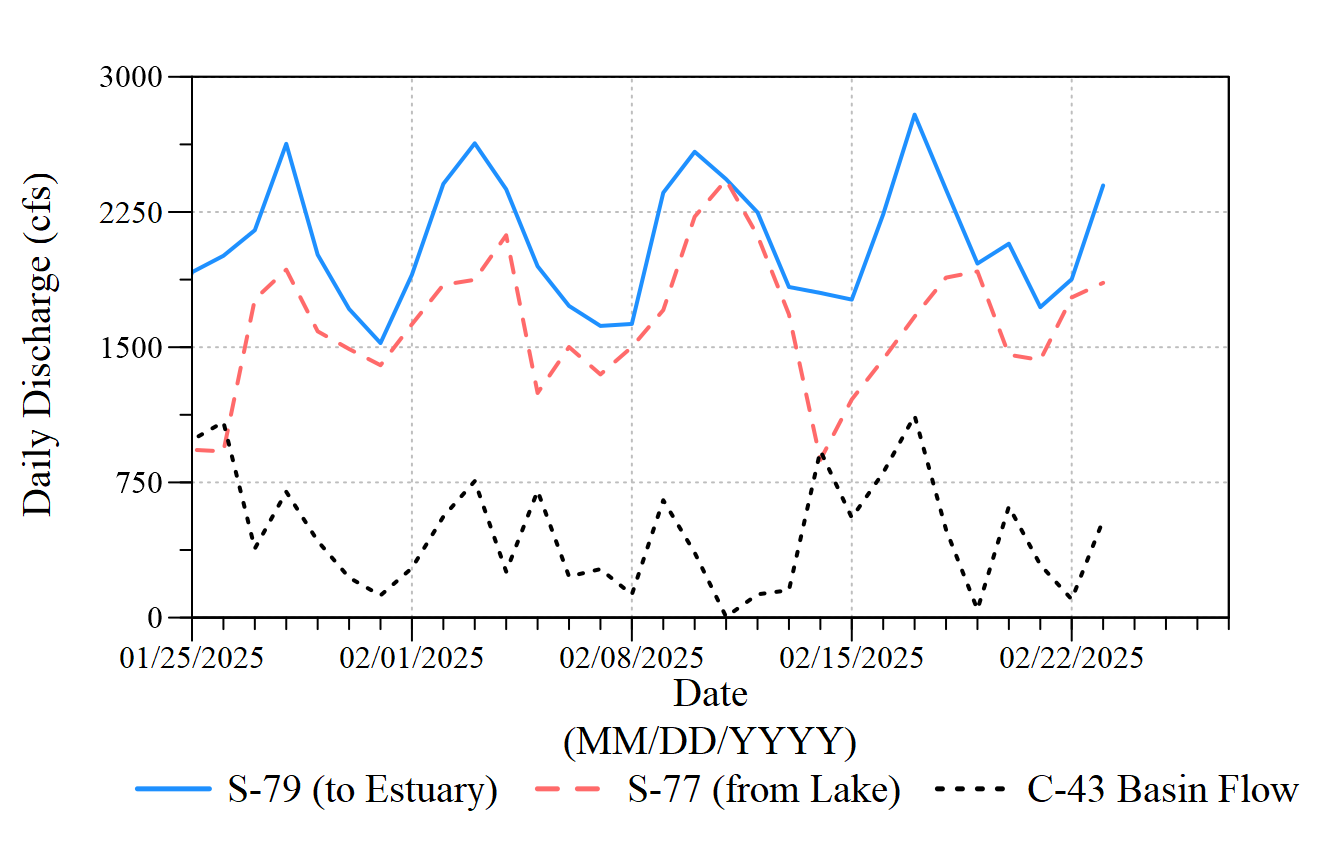 Daily Discharge (cfs)
3000
2250
1500
750
0
01/25/2025 02/01/2025 02/08/2025 02/15/2025 02/22/2025
Date
(MM/DD/YYYY)
S-79 (to Estuary) S-77 (from Lake) C-43 Basin Flow